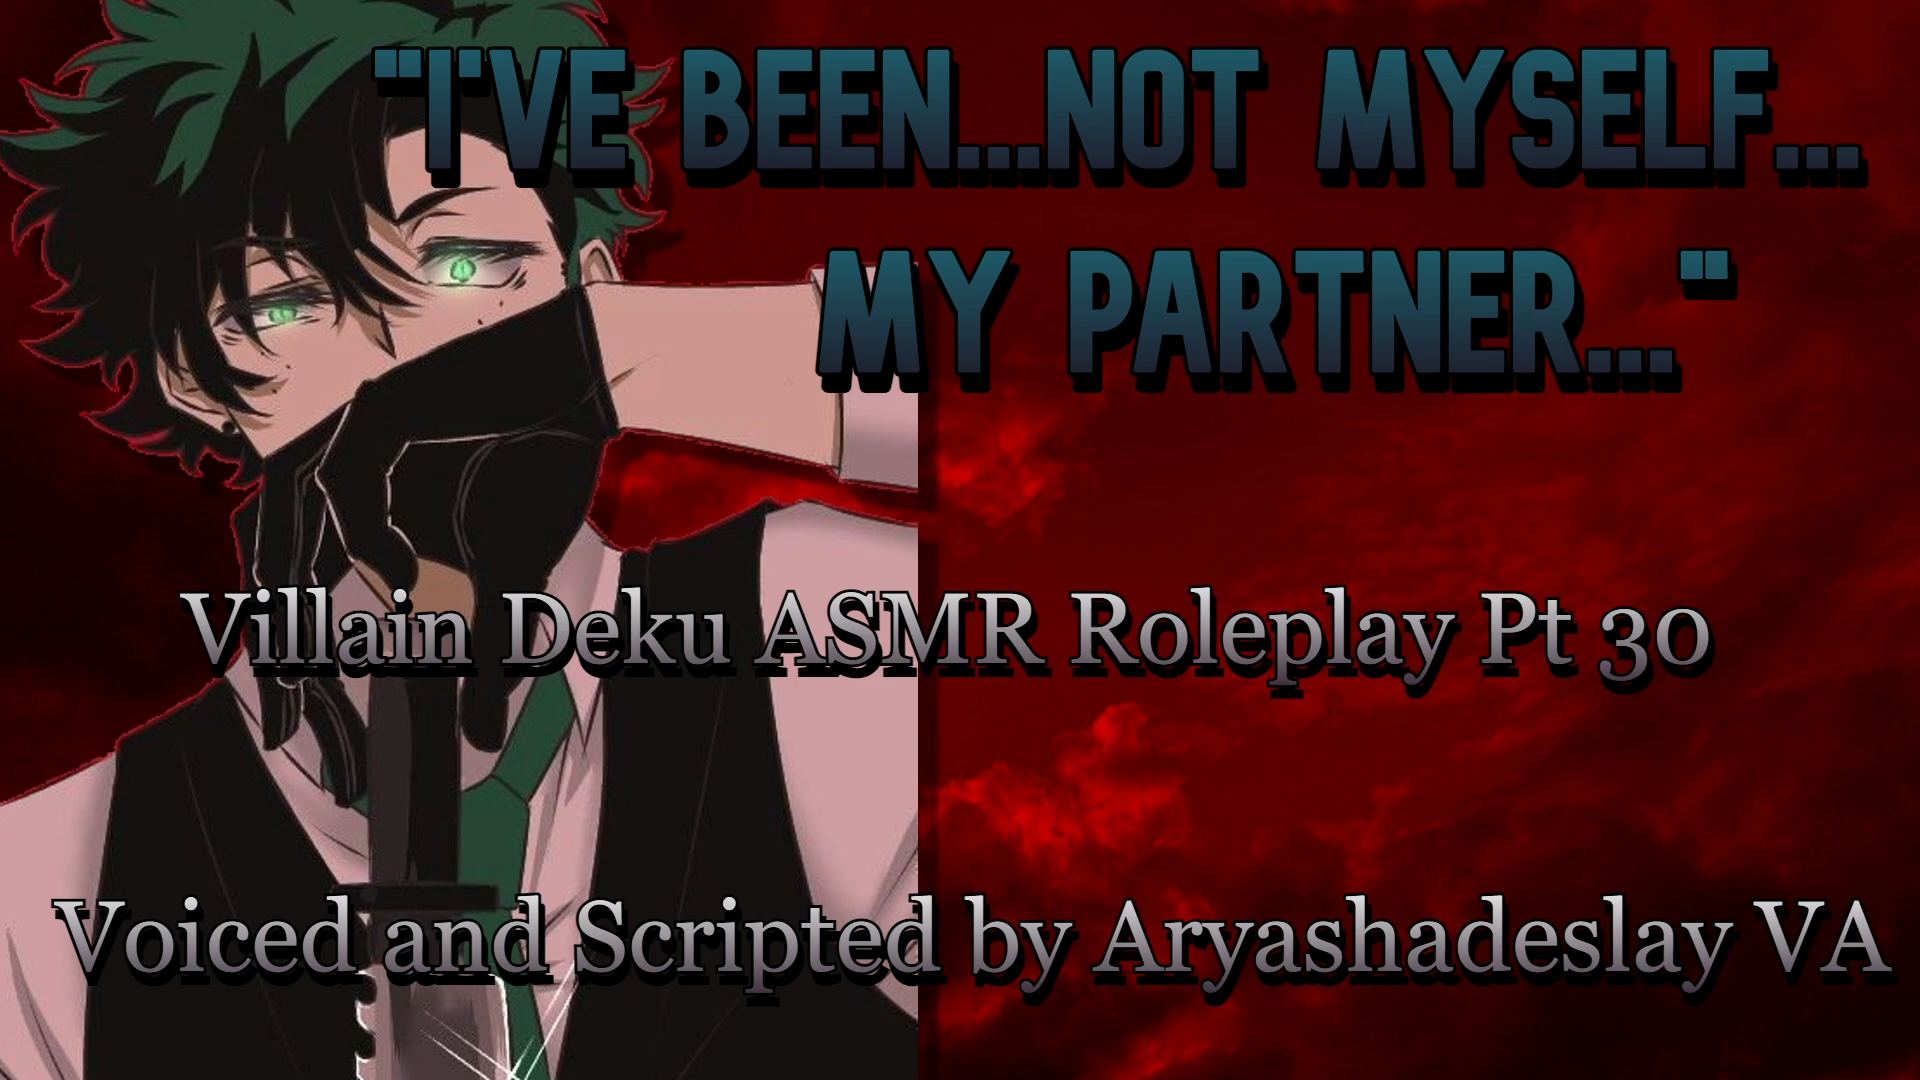 "I'VE BEEN...NOT MYSELF...
MY PARTNER..."
Villain Deku ASMR Roleplay Pt 30
Voiced and Scripted by Aryashadeslay VA